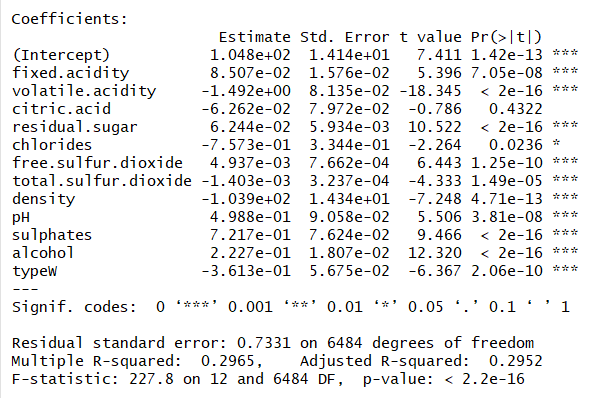 Coefficients:
Estimate Std. Error t value Pr(>|t|)
(Intercept) 1.048e+02 1.414e+01 7.411 1.42e-13 ***
fixed.acidity 8.507e-02 1.576e-02 5.396 7.05e-08 ***
volatile.acidity -1.492e+00 8.135e-02 -18.345 < 2e-16 ***
citric.acid -6.262e-02 7.972e-02 -0.786 0.4322
residual.sugar 6.244e-02 5.934e-03 10.522 < 2e-16 ***
chlorides -7.573e-01 3.344e-01 -2.264 0.0236 *
free.sulfur.dioxide 4.937e-03 7.662e-04 6.443 1.25e-10 ***
total.sulfur.dioxide -1.403e-03 3.237e-04 -4.333 1.49e-05 ***
density -1.039e+02 1.434e+01 -7.248 4.71e-13 ***
pH 4.988e-01 9.058e-02 5.506 3.81e-08 ***
sulphates 7.217e-01 7.624e-02 9.466 < 2e-16 ***
alcohol 2.227e-01 1.807e-02 12.320 < 2e-16 ***
typeW -3.613e-01 5.675e-02 -6.367 2.06e-10 ***
---
Signif. codes: 0 ‘***’ 0.001 ‘**’ 0.01 ‘*’ 0.05 ‘.’ 0.1 ‘ ’ 1
Residual standard error: 0.7331 on 6484 degrees of freedom
Multiple R-squared: 0.2965, Adjusted R-squared: 0.2952
F-statistic: 227.8 on 12 and 6484 DF, p-value: < 2.2e-16